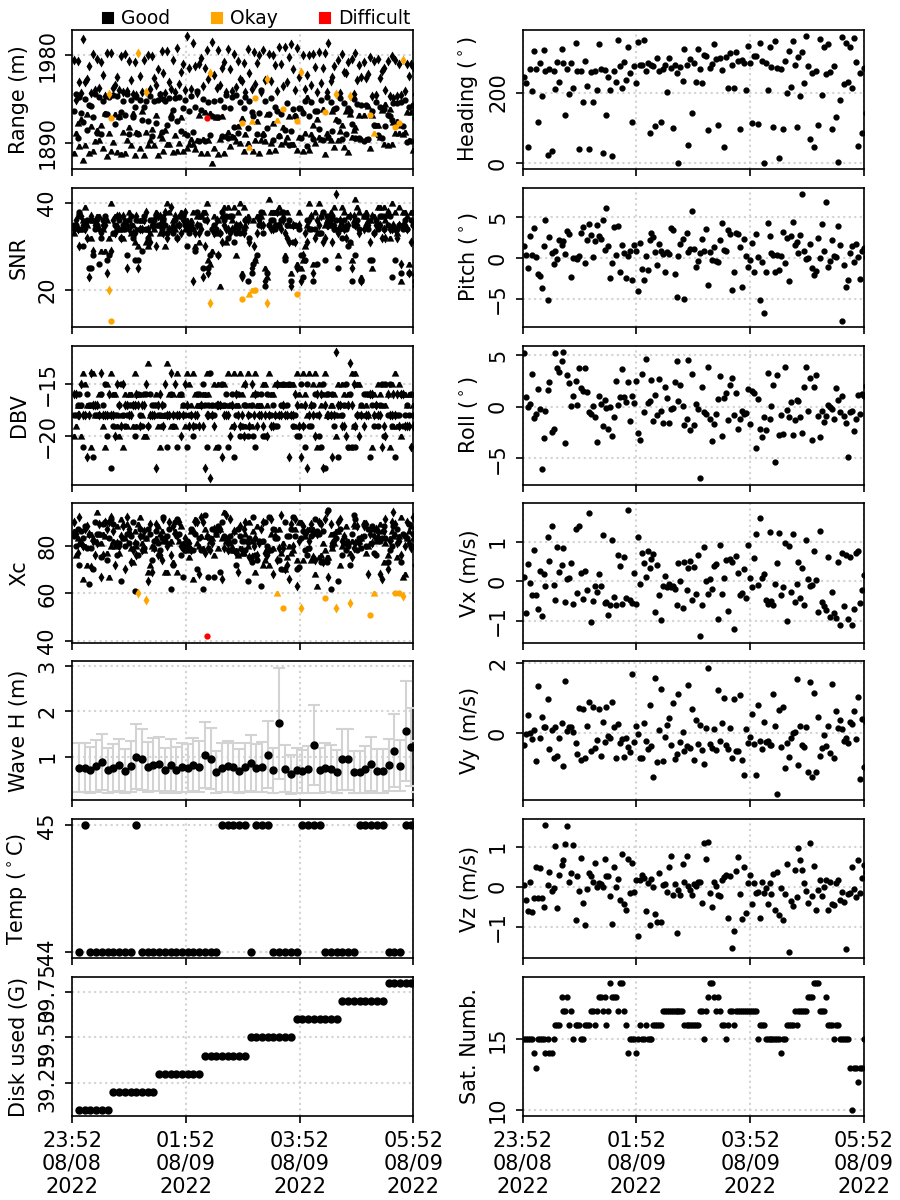 Good Okay Difficult
Range (m) 1980 1890
Heading (°) 200 0
SNR 40 20
Pitch (°) 5 0 −5
DBV −15 −20
Roll (°) 5 0 −5
Xc 80 60 40
Vx (m/s) 1 0 −1
Wave H (m) 3 2 1
Vy (m/s) 2 0
Temp (°C) 45 44
Vz (m/s) 1 0 −1
Disk used (G) 39.75 39.50 39.25
Sat. Numb. 15 10
23:52 01:52 03:52 05:52 23:52 01:52 03:52 05:52
08/08 08/09 08/09 08/09 08/08 08/09 08/09 08/09
2022 2022 2022 2022 2022 2022 2022 2022